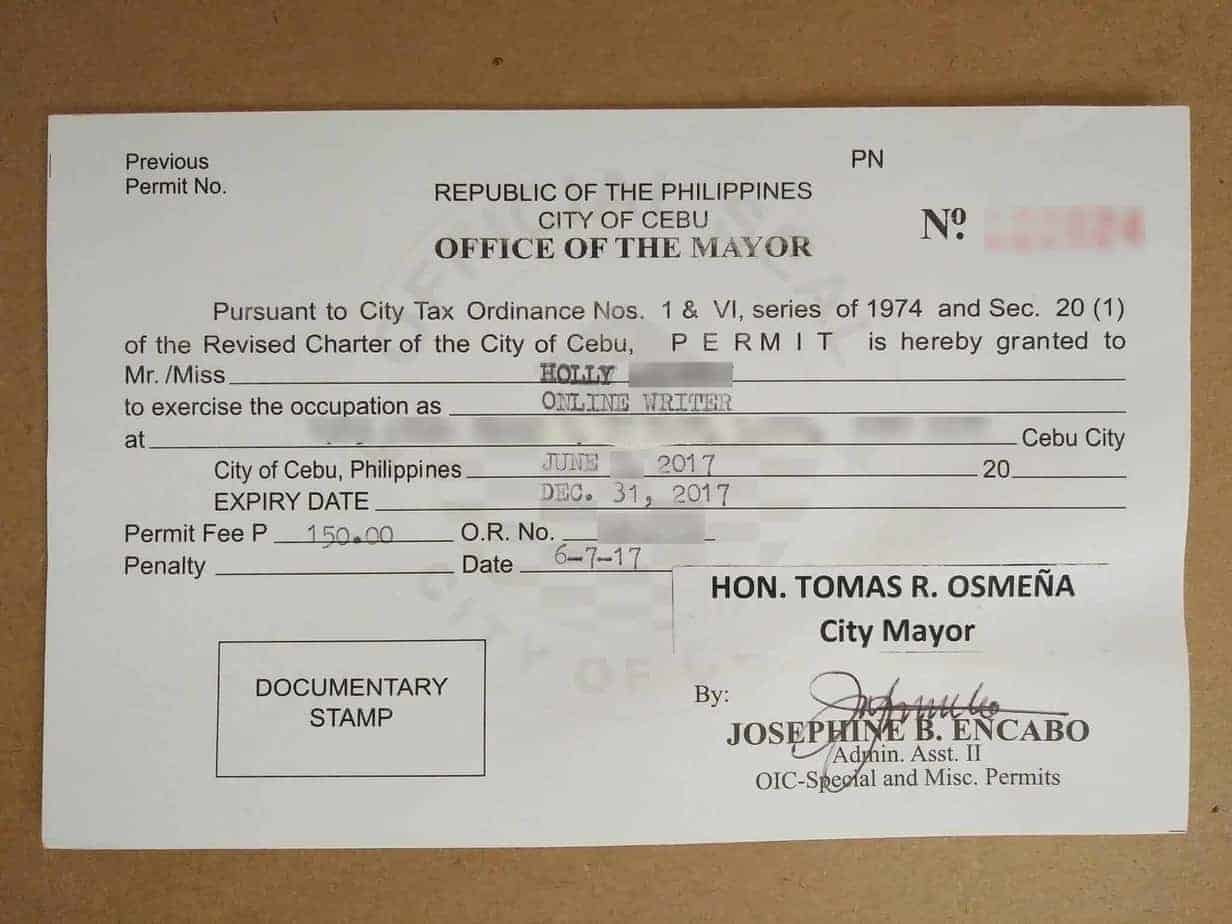 Previous
PN
Permit No.
REPUBLIC OF THE PHILIPPINES
CITY OF CEBU
Nº.
OFFICE OF THE MAYOR
Pursuant to City Tax Ordinance Nos. 1 & VI, series of 1974 and Sec. 20 (1)
of the Revised Charter of the City of Cebu, P E R M I T is hereby granted to
Mr. /Miss HOLLY
to exercise the occupation as ONLINE WRITER
at Cebu City
City of Cebu, Philippines JUNE 2017 20
EXPIRY DATE DEC. 31, 2017
Permit Fee P 150.00 O.R. No.
Penalty Date 6-7-17
HON. TOMAS R. OSMEÑA
City Mayor
DOCUMENTARY
STAMP
By:
JOSEPHINE B. ENCABO
Admin. Asst. II
OIC-Special and Misc. Permits